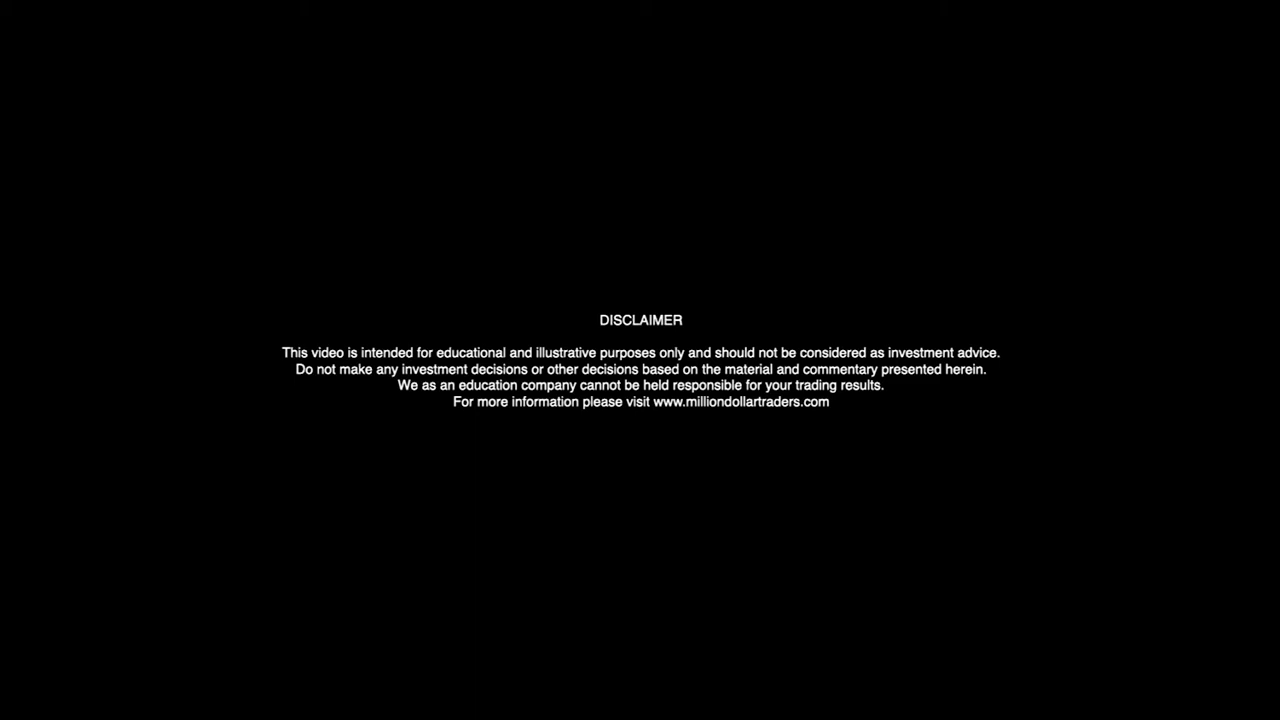 DISCLAIMER
This video is intended for educational and illustrative purposes only and should not be considered as investment advice.
Do not make any investment decisions or other decisions based on the material and commentary presented herein.
We as an education company cannot be held responsible for your trading results.
For more information please visit www.milliondollartraders.com